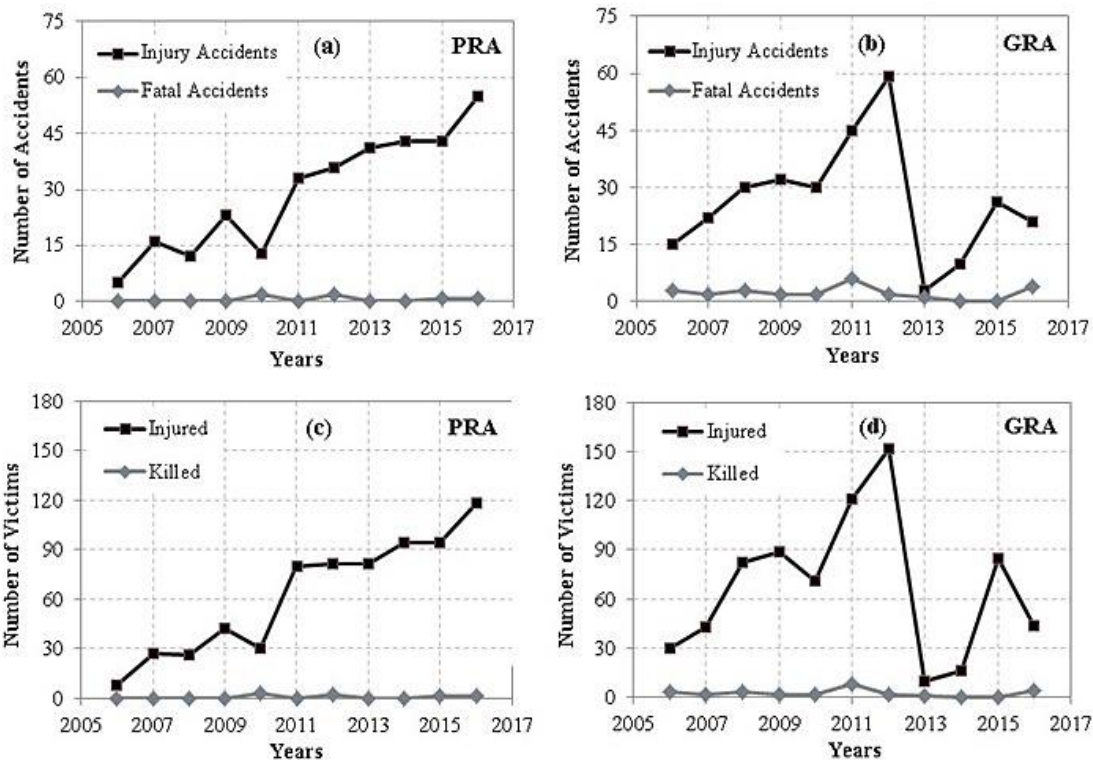 (a) PRA
Injury Accidents
Fatal Accidents
Number of Accidents
75
60
45
30
15
0
2005 2007 2009 2011 2013 2015 2017
Years
(b) GRA
Injury Accidents
Fatal Accidents
Number of Accidents
75
60
45
30
15
0
2005 2007 2009 2011 2013 2015 2017
Years
(c) PRA
Injured
Killed
Number of Victims
180
150
120
90
60
30
0
2005 2007 2009 2011 2013 2015 2017
Years
(d) GRA
Injured
Killed
Number of Victims
180
150
120
90
60
30
0
2005 2007 2009 2011 2013 2015 2017
Years